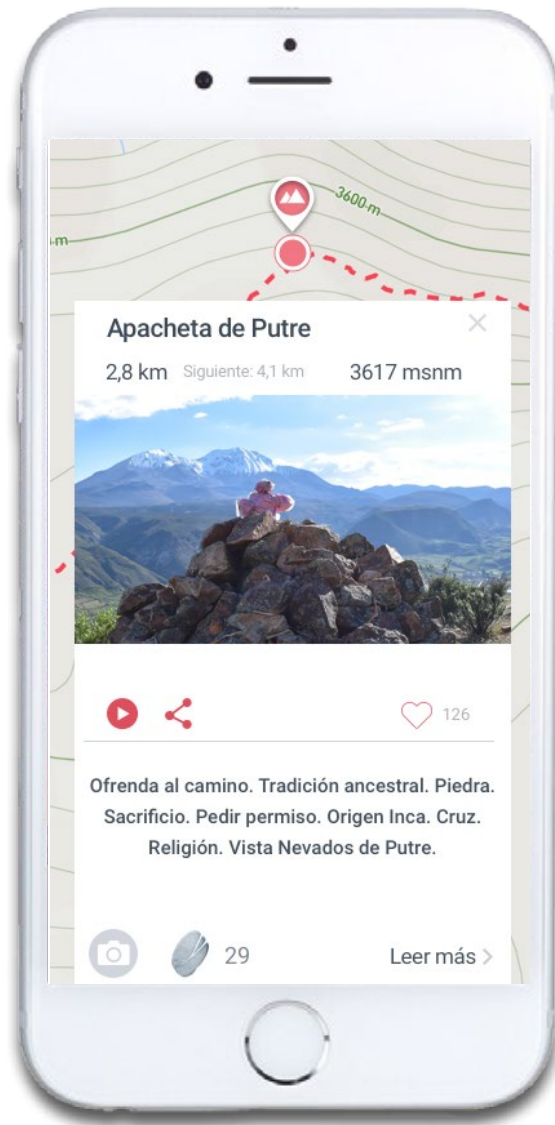 3600 m
m
Apacheta de Putre
2,8 km Siguiente: 4,1 km 3617 msnm
126
Ofrenda al camino. Tradición ancestral. Piedra.
Sacrificio. Pedir permiso. Origen Inca. Cruz.
Religión. Vista Nevados de Putre.
29
Leer más